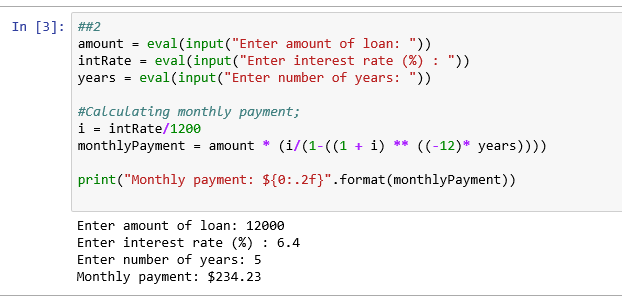 In [3]: ##2
amount = eval(input("Enter amount of loan: "))
intRate = eval(input("Enter interest rate (%) : "))
years = eval(input("Enter number of years: "))
#Calculating monthly payment;
i = intRate/1200
monthlyPayment = amount * (i/(1-((1 + i) ** ((-12)* years))))
print("Monthly payment: ${0:.2f}".format(monthlyPayment))
Enter amount of loan: 12000
Enter interest rate (%) : 6.4
Enter number of years: 5
Monthly payment: $234.23